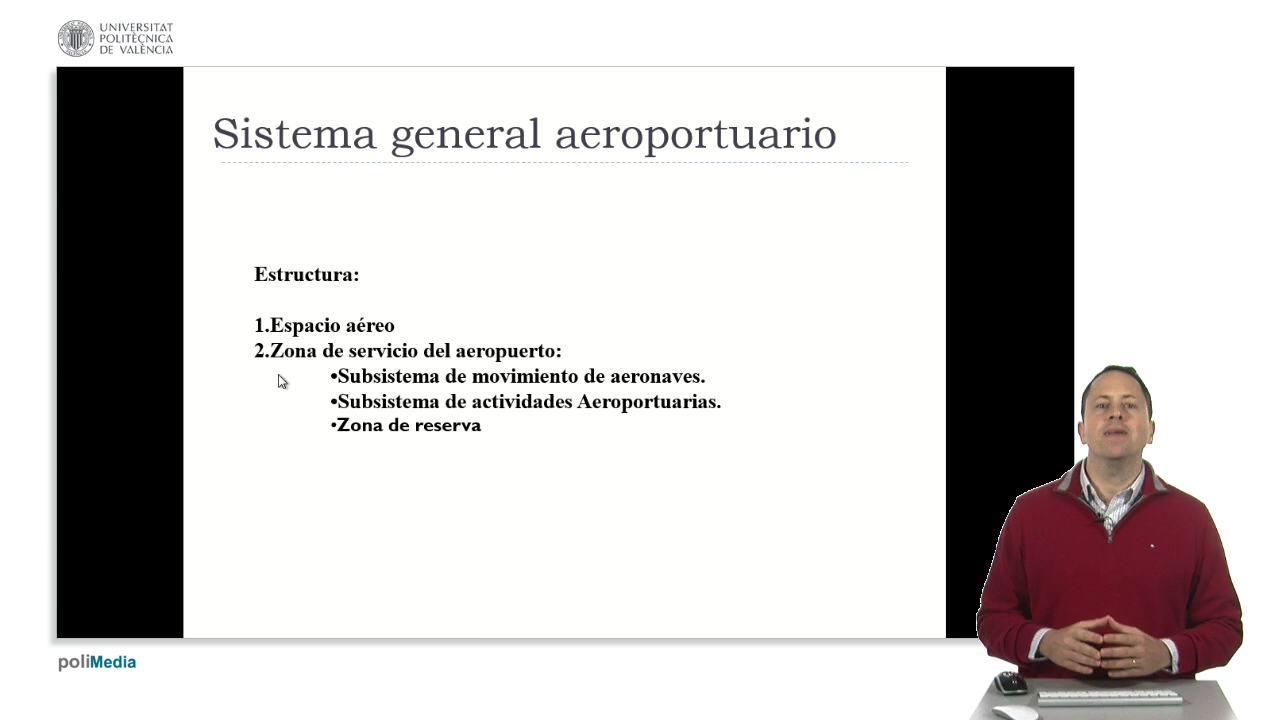 UNIVERSITAT
POLITÈCNICA
DE VALÈNCIA
Sistema general aeroportuario
Estructura:
1.Espacio aéreo
2.Zona de servicio del aeropuerto:
•Subsistema de movimiento de aeronaves.
•Subsistema de actividades Aeroportuarias.
•Zona de reserva
poliMedia